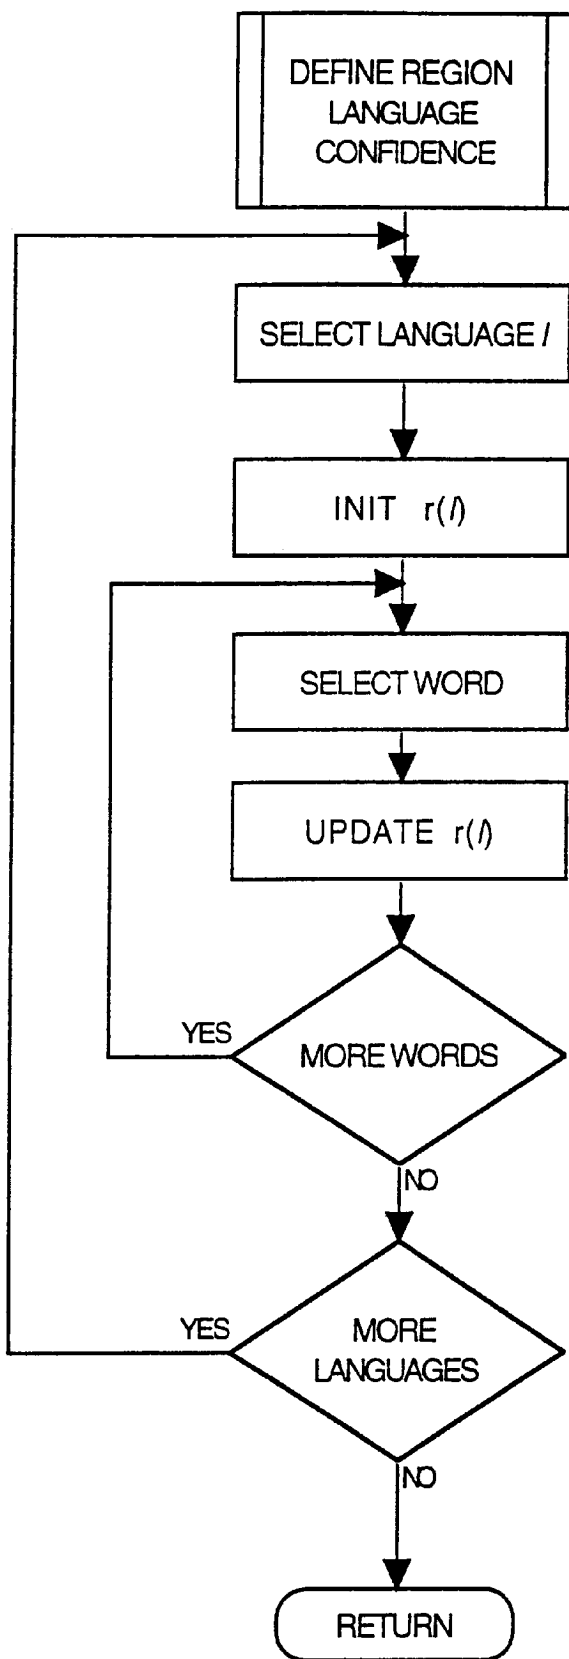 DEFINE REGION
LANGUAGE
CONFIDENCE
SELECT LANGUAGE l
INIT r(l)
SELECT WORD
UPDATE r(l)
YES
MORE WORDS
NO
YES
MORE
LANGUAGES
NO
RETURN